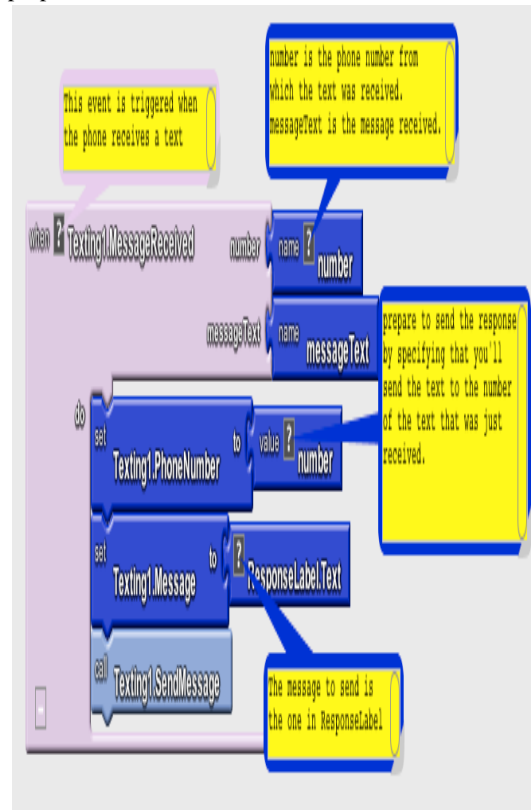 number is the phone number from
which the text was received.
messageText is the message received.
This event is triggered when
the phone receives a text
when ? Texting1.MessageReceived number name ? number
messageText name messageText
prepare to send the response
by specifying that you'll
send the text to the number
of the text that was just
received.
do
set Texting1.PhoneNumber to value ? number
set Texting1.Message to ? ResponseLabel.Text
call Texting1.SendMessage
The message to send is
the one in ResponseLabel